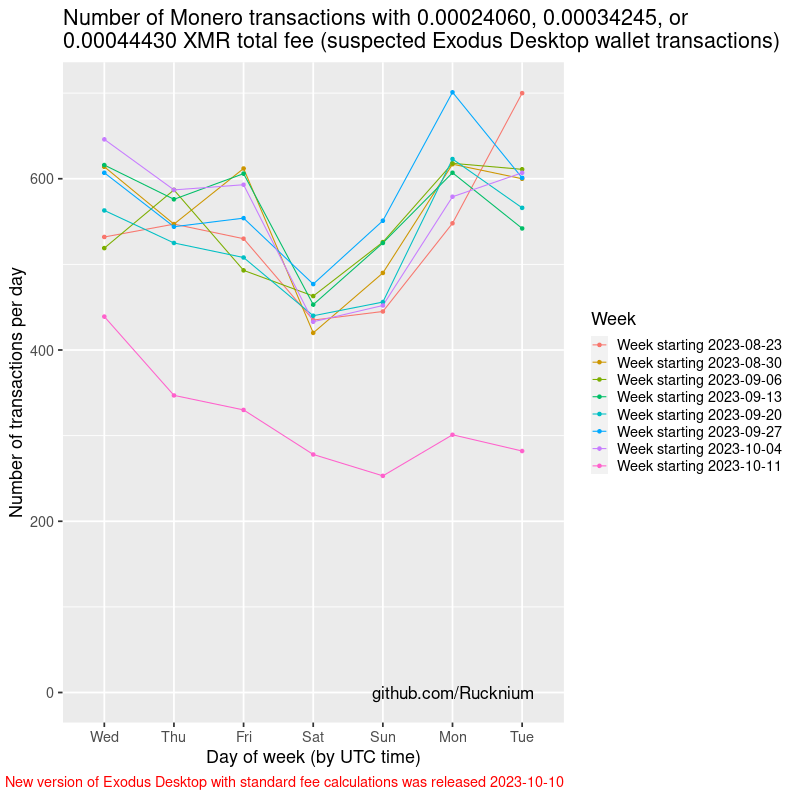 Number of Monero transactions with 0.00024060, 0.00034245, or
0.00044430 XMR total fee (suspected Exodus Desktop wallet transactions)
Number of transactions per day
600
400
200
0
github.com/Rucknium
Wed Thu Fri Sat Sun Mon Tue
Day of week (by UTC time)
Week
Week starting 2023-08-23
Week starting 2023-08-30
Week starting 2023-09-06
Week starting 2023-09-13
Week starting 2023-09-20
Week starting 2023-09-27
Week starting 2023-10-04
Week starting 2023-10-11
New version of Exodus Desktop with standard fee calculations was released 2023-10-10